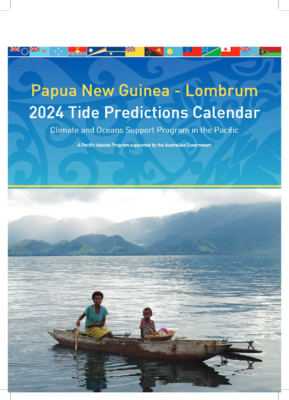 Papua New Guinea - Lombrum
2024 Tide Predictions Calendar
Climate and Oceans Support Program in the Pacific
A Pacific Islands Program supported by the Australian Government